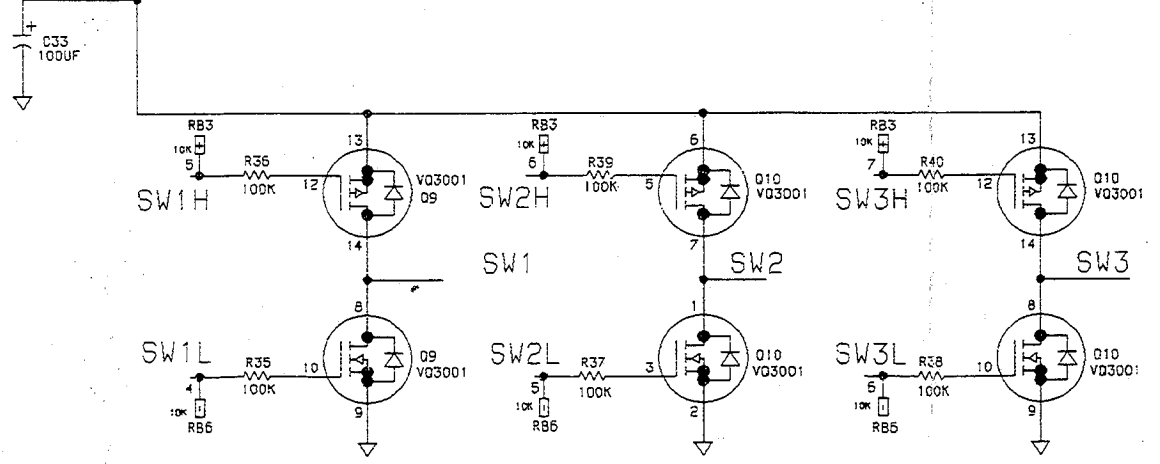 +
C33
100UF
RB3
10K
5
R36
100K
12
13
VQ3001
Q9
14
SW1H
RB3
10K
6
R39
100K
5
6
Q10
VQ3001
7
SW2H
RB3
10K
7
R40
100K
12
13
Q10
VQ3001
14
SW3H
SW1
SW2
SW3
SW1L
4
10K
RB6
R35
100K
10
8
Q9
VQ3001
9
SW2L
5
10K
RB6
R37
100K
3
1
Q10
VQ3001
2
SW3L
6
10K
RB6
R38
100K
10
8
Q10
VQ3001
9